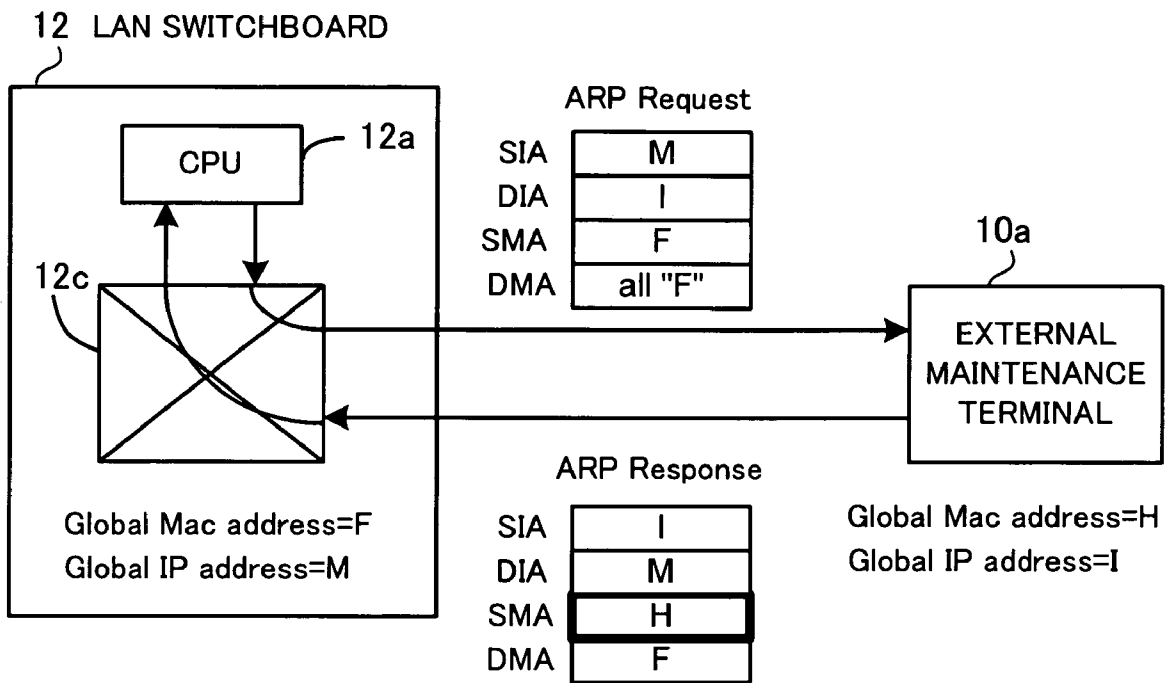 12 LAN SWITCHBOARD
CPU
12a
12c
Global Mac address=F
Global IP address=M
ARP Request
SIA M
DIA I
SMA F
DMA all "F"
10a
EXTERNAL
MAINTENANCE
TERMINAL
ARP Response
SIA I
DIA M
SMA H
DMA F
Global Mac address=H
Global IP address=I